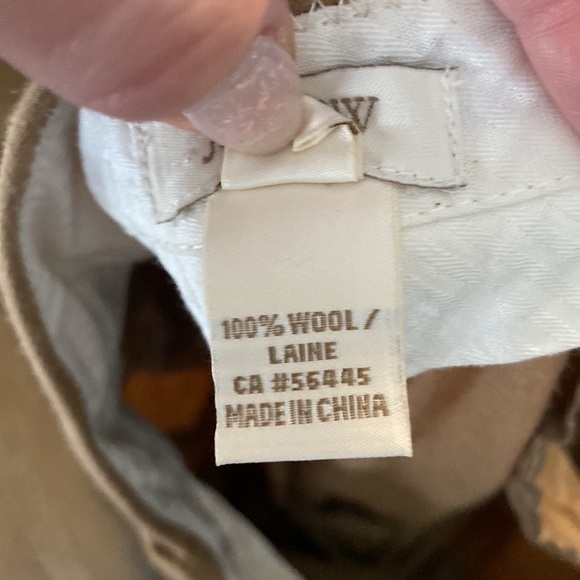 100% WOOL /
LAINE
CA #56445
MADE IN CHINA